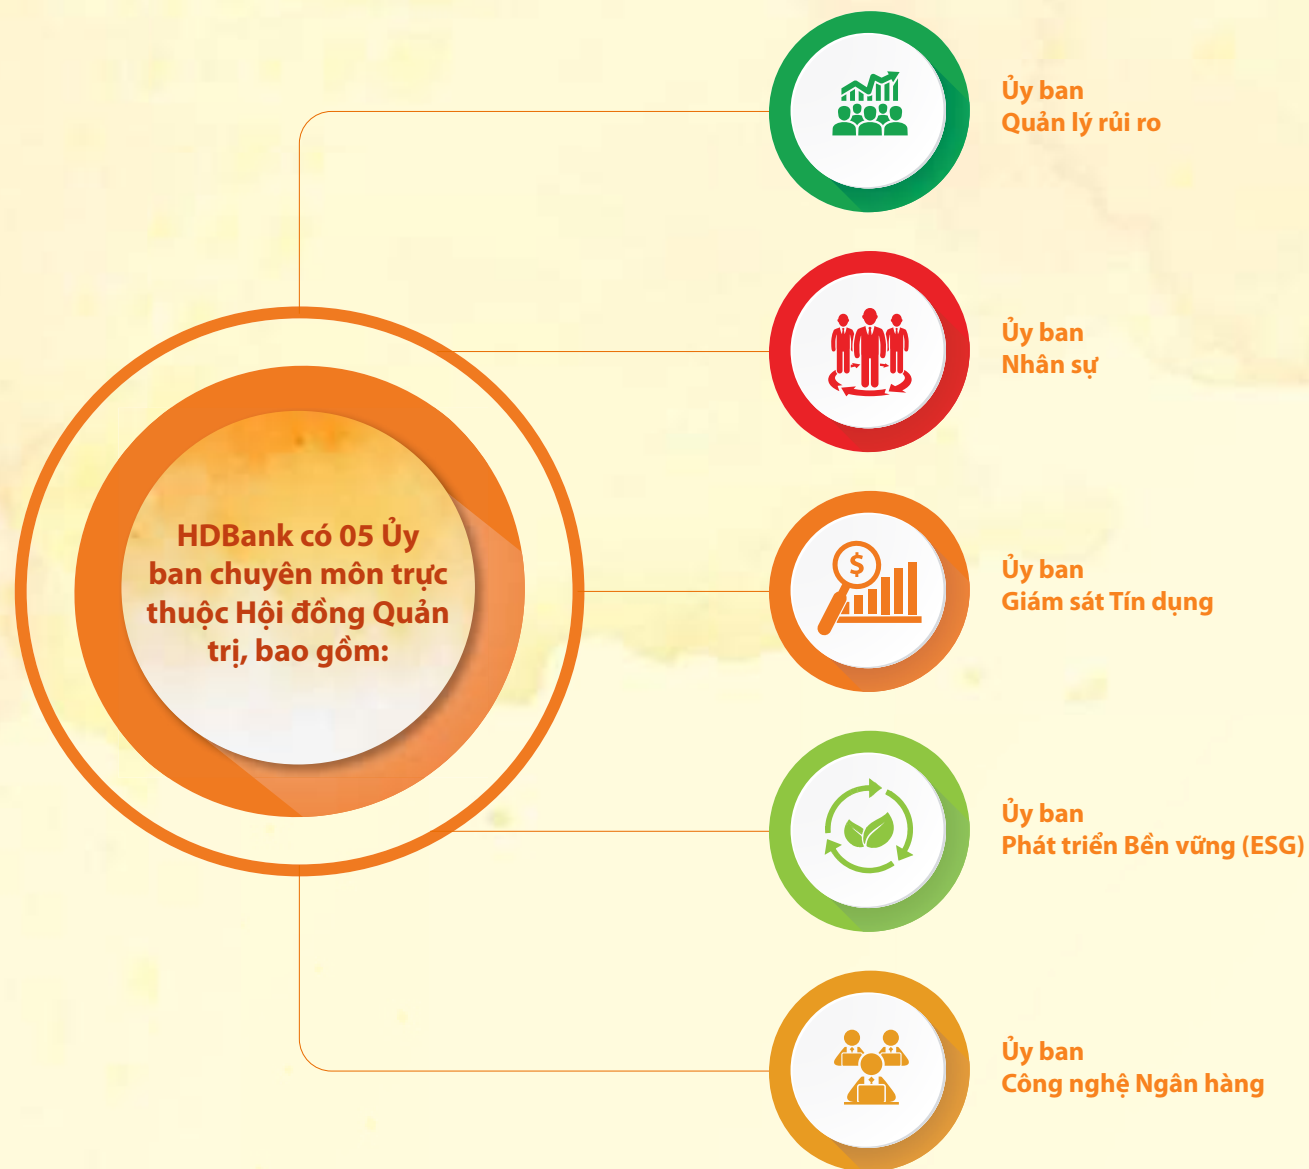 HDBank có 05 Ủy
ban chuyên môn trực
thuộc Hội đồng Quản
trị, bao gồm:
Ủy ban
Quản lý rủi ro
Ủy ban
Nhân sự
$
Ủy ban
Giám sát Tín dụng
Ủy ban
Phát triển Bền vững (ESG)
Ủy ban
Công nghệ Ngân hàng